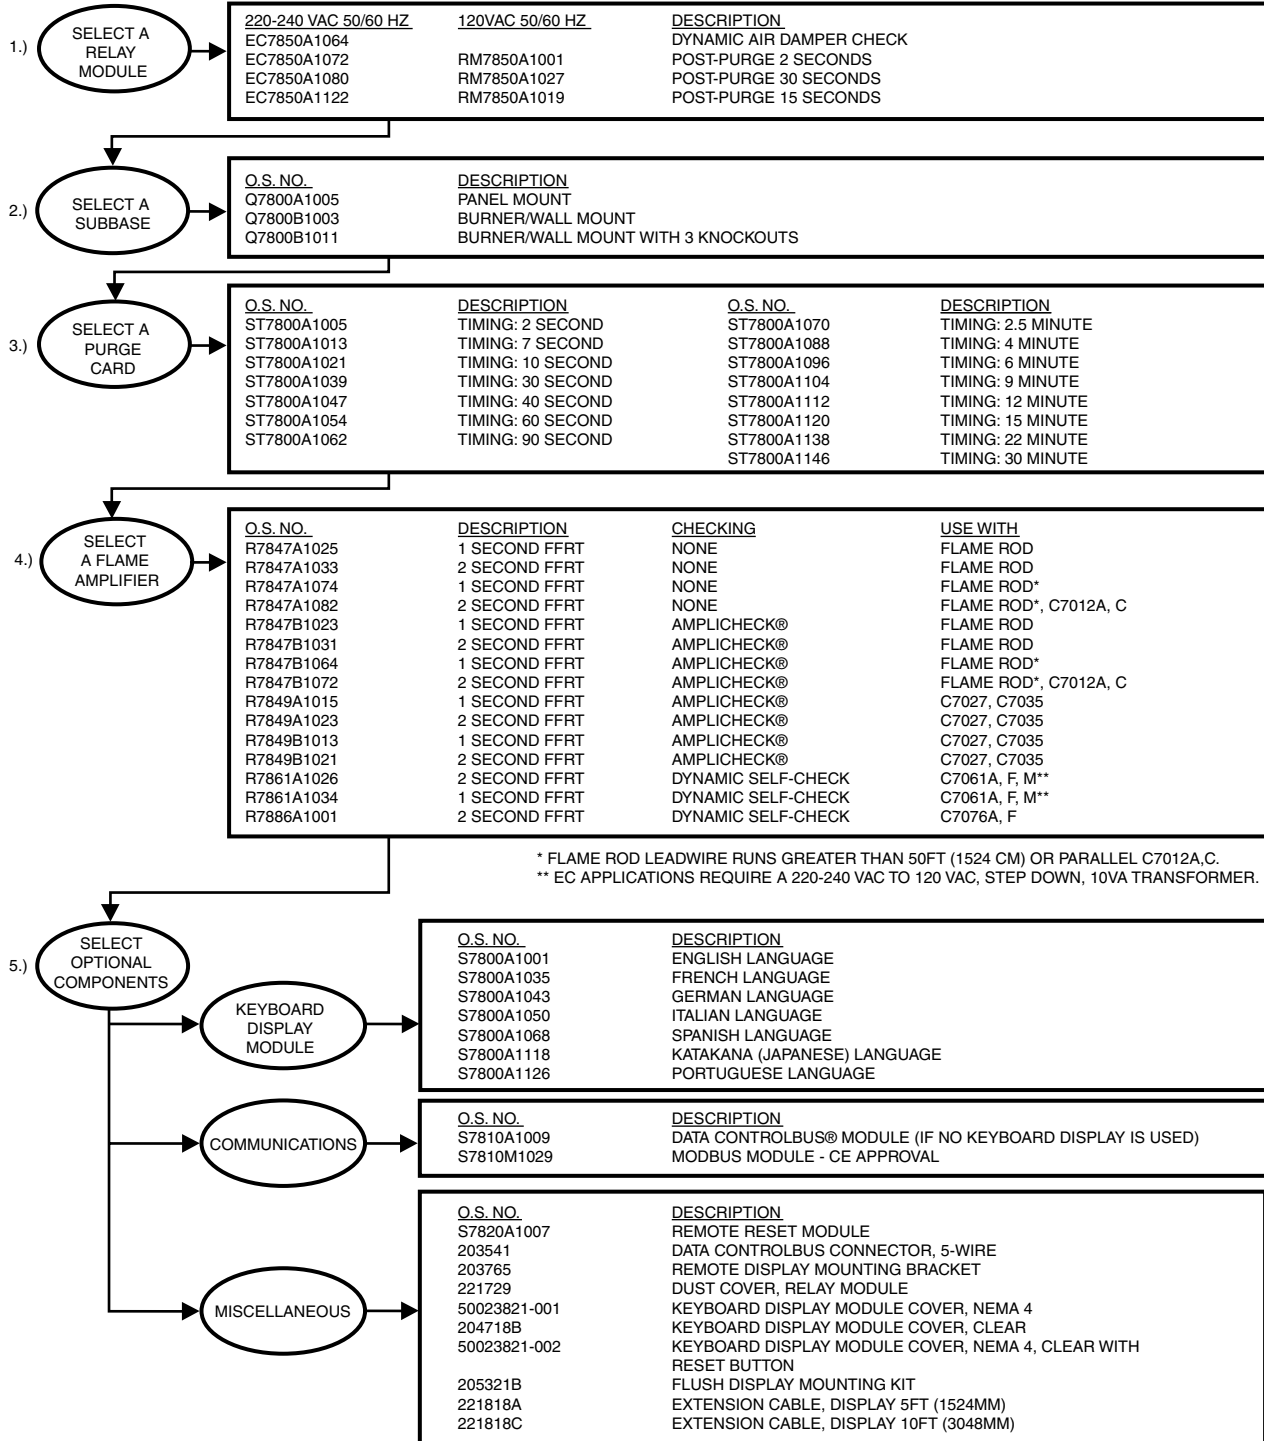 1.) SELECT A RELAY MODULE
220-240 VAC 50/60 HZ 120VAC 50/60 HZ DESCRIPTION
EC7850A1064 DYNAMIC AIR DAMPER CHECK
EC7850A1072 RM7850A1001 POST-PURGE 2 SECONDS
EC7850A1080 RM7850A1027 POST-PURGE 30 SECONDS
EC7850A1122 RM7850A1019 POST-PURGE 15 SECONDS
2.) SELECT A SUBBASE
O.S. NO. DESCRIPTION
Q7800A1005 PANEL MOUNT
Q7800B1003 BURNER/WALL MOUNT
Q7800B1011 BURNER/WALL MOUNT WITH 3 KNOCKOUTS
3.) SELECT A PURGE CARD
O.S. NO. DESCRIPTION O.S. NO. DESCRIPTION
ST7800A1005 TIMING: 2 SECOND ST7800A1070 TIMING: 2.5 MINUTE
ST7800A1013 TIMING: 7 SECOND ST7800A1088 TIMING: 4 MINUTE
ST7800A1021 TIMING: 10 SECOND ST7800A1096 TIMING: 6 MINUTE
ST7800A1039 TIMING: 30 SECOND ST7800A1104 TIMING: 9 MINUTE
ST7800A1047 TIMING: 40 SECOND ST7800A1112 TIMING: 12 MINUTE
ST7800A1054 TIMING: 60 SECOND ST7800A1120 TIMING: 15 MINUTE
ST7800A1062 TIMING: 90 SECOND ST7800A1138 TIMING: 22 MINUTE
ST7800A1146 TIMING: 30 MINUTE
4.) SELECT A FLAME AMPLIFIER
O.S. NO. DESCRIPTION CHECKING USE WITH
R7847A1025 1 SECOND FFRT NONE FLAME ROD
R7847A1033 2 SECOND FFRT NONE FLAME ROD
R7847A1074 1 SECOND FFRT NONE FLAME ROD*
R7847A1082 2 SECOND FFRT NONE FLAME ROD*, C7012A, C
R7847B1023 1 SECOND FFRT AMPLICHECK® FLAME ROD
R7847B1031 2 SECOND FFRT AMPLICHECK® FLAME ROD
R7847B1064 1 SECOND FFRT AMPLICHECK® FLAME ROD*
R7847B1072 2 SECOND FFRT AMPLICHECK® FLAME ROD*, C7012A, C
R7849A1015 1 SECOND FFRT AMPLICHECK® C7027, C7035
R7849A1023 2 SECOND FFRT AMPLICHECK® C7027, C7035
R7849B1013 1 SECOND FFRT AMPLICHECK® C7027, C7035
R7849B1021 2 SECOND FFRT AMPLICHECK® C7027, C7035
R7861A1026 2 SECOND FFRT DYNAMIC SELF-CHECK C7061A, F, M**
R7861A1034 1 SECOND FFRT DYNAMIC SELF-CHECK C7061A, F, M**
R7886A1001 2 SECOND FFRT DYNAMIC SELF-CHECK C7076A, F
* FLAME ROD LEADWIRE RUNS GREATER THAN 50FT (1524 CM) OR PARALLEL C7012A,C.
** EC APPLICATIONS REQUIRE A 220-240 VAC TO 120 VAC, STEP DOWN, 10VA TRANSFORMER.
5.) SELECT OPTIONAL COMPONENTS
KEYBOARD DISPLAY MODULE
O.S. NO. DESCRIPTION
S7800A1001 ENGLISH LANGUAGE
S7800A1035 FRENCH LANGUAGE
S7800A1043 GERMAN LANGUAGE
S7800A1050 ITALIAN LANGUAGE
S7800A1068 SPANISH LANGUAGE
S7800A1118 KATAKANA (JAPANESE) LANGUAGE
S7800A1126 PORTUGUESE LANGUAGE
COMMUNICATIONS
O.S. NO. DESCRIPTION
S7810A1009 DATA CONTROLBUS® MODULE (IF NO KEYBOARD DISPLAY IS USED)
S7810M1029 MODBUS MODULE - CE APPROVAL
MISCELLANEOUS
O.S. NO. DESCRIPTION
S7820A1007 REMOTE RESET MODULE
203541 DATA CONTROLBUS CONNECTOR, 5-WIRE
203765 REMOTE DISPLAY MOUNTING BRACKET
221729 DUST COVER, RELAY MODULE
50023821-001 KEYBOARD DISPLAY MODULE COVER, NEMA 4
204718B KEYBOARD DISPLAY MODULE COVER, CLEAR
50023821-002 KEYBOARD DISPLAY MODULE COVER, NEMA 4, CLEAR WITH
RESET BUTTON
205321B FLUSH DISPLAY MOUNTING KIT
221818A EXTENSION CABLE, DISPLAY 5FT (1524MM)
221818C EXTENSION CABLE, DISPLAY 10FT (3048MM)